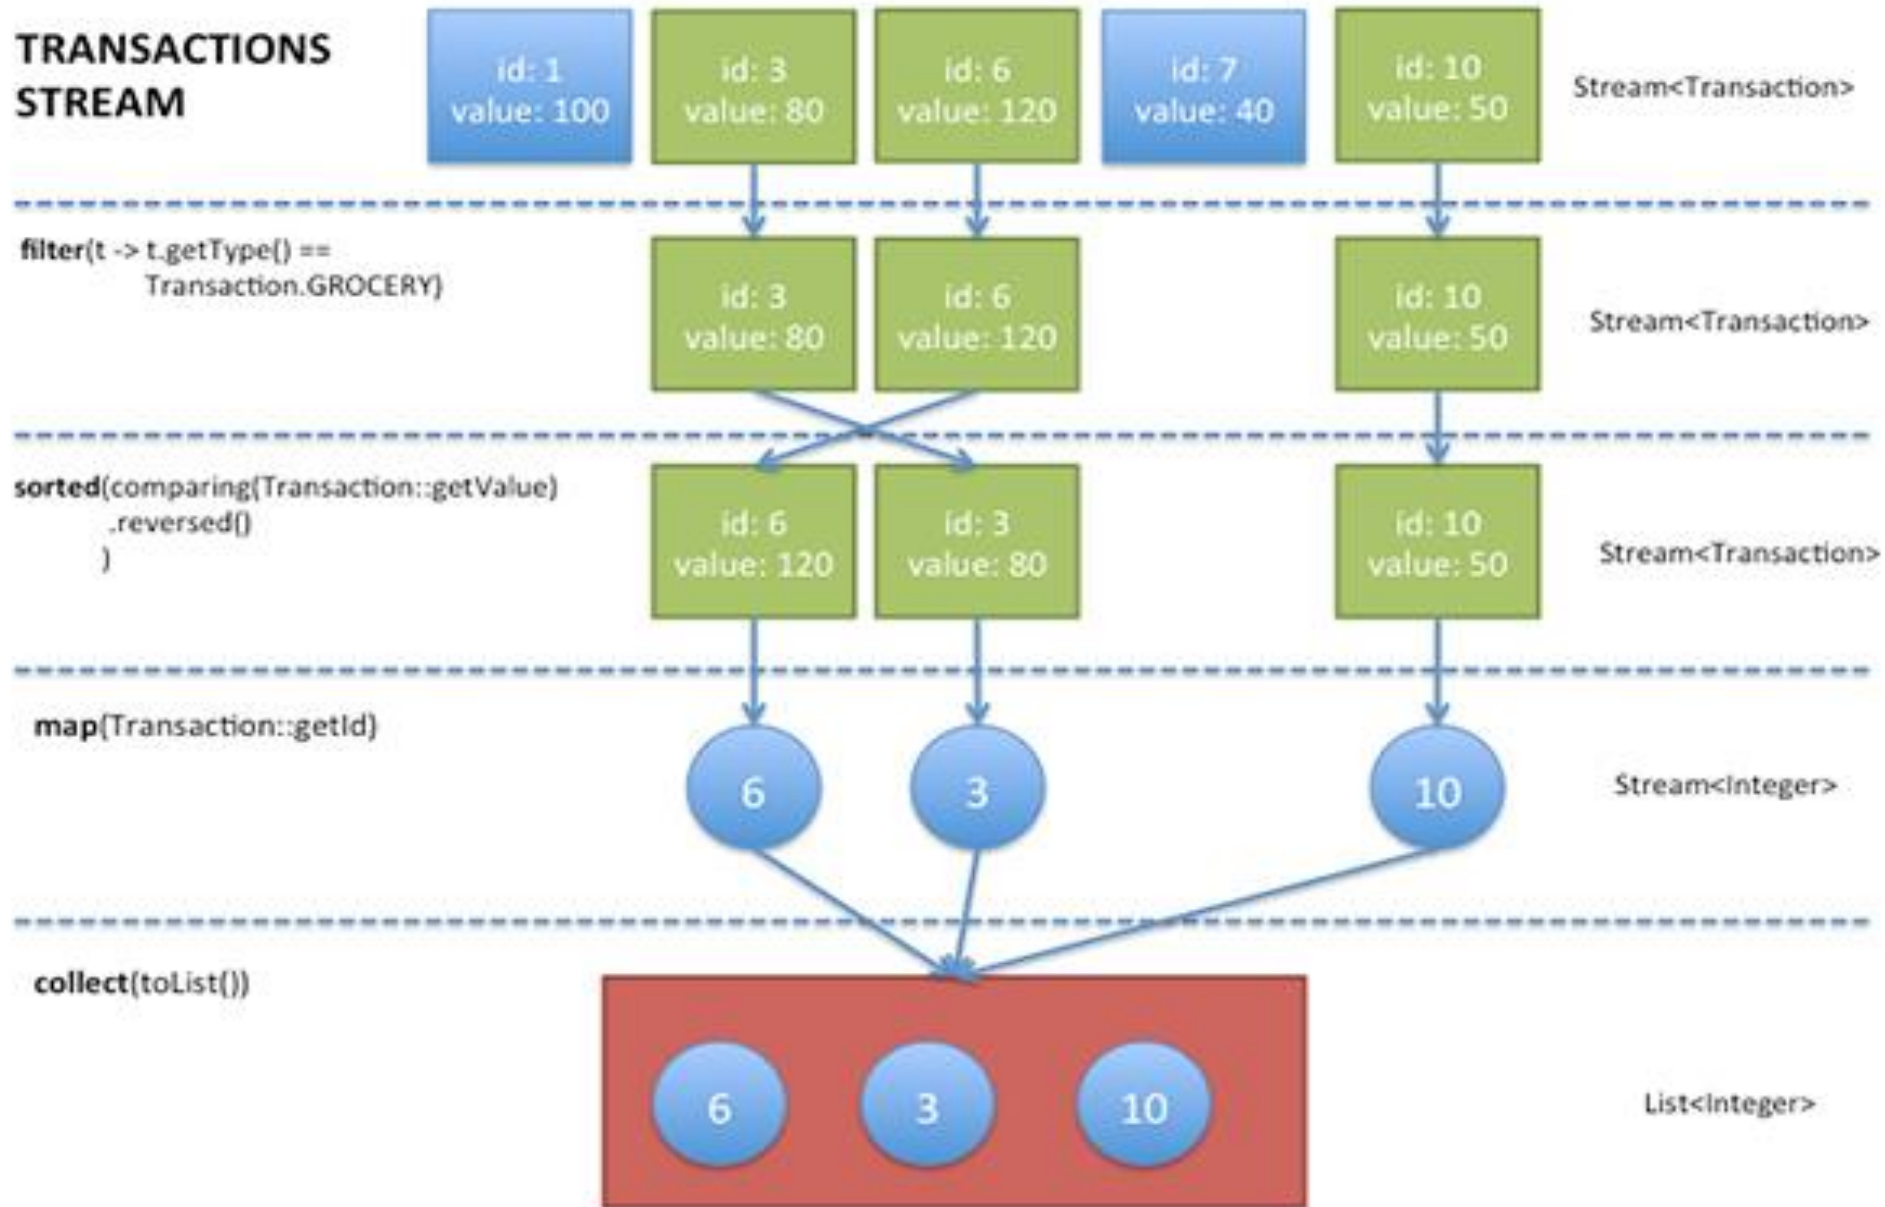 TRANSACTIONS
STREAM
id: 1
value: 100
id: 3
value: 80
id: 6
value: 120
id: 7
value: 40
id: 10
value: 50
Stream<Transaction>
filter(t -> t.getType() ==
Transaction.GROCERY)
id: 3
value: 80
id: 6
value: 120
id: 10
value: 50
Stream<Transaction>
sorted(comparing(Transaction::getValue)
.reversed()
)
id: 6
value: 120
id: 3
value: 80
id: 10
value: 50
Stream<Transaction>
map(Transaction::getId)
6
3
10
Stream<Integer>
collect(toList())
6
3
10
List<Integer>